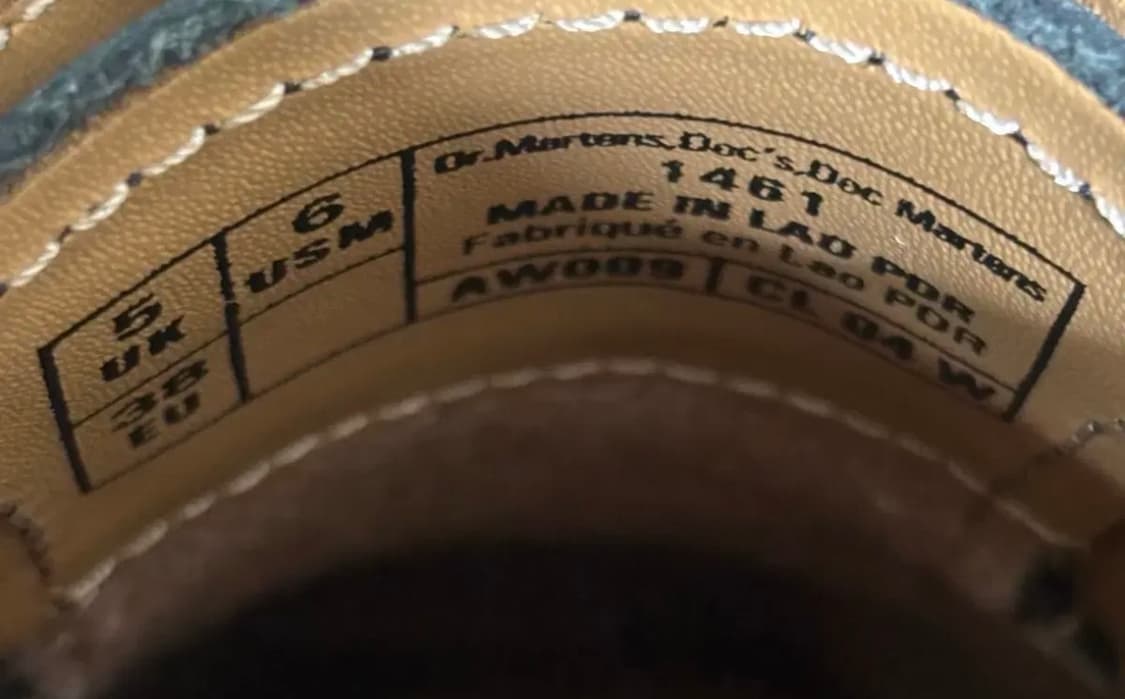 5
UK
38
EU
6
USM
Dr.Martens,Doc's,Doc Martens
1461
MADE IN LAO PDR
Fabriqué en Lao PDR
AW009
CL 04 W